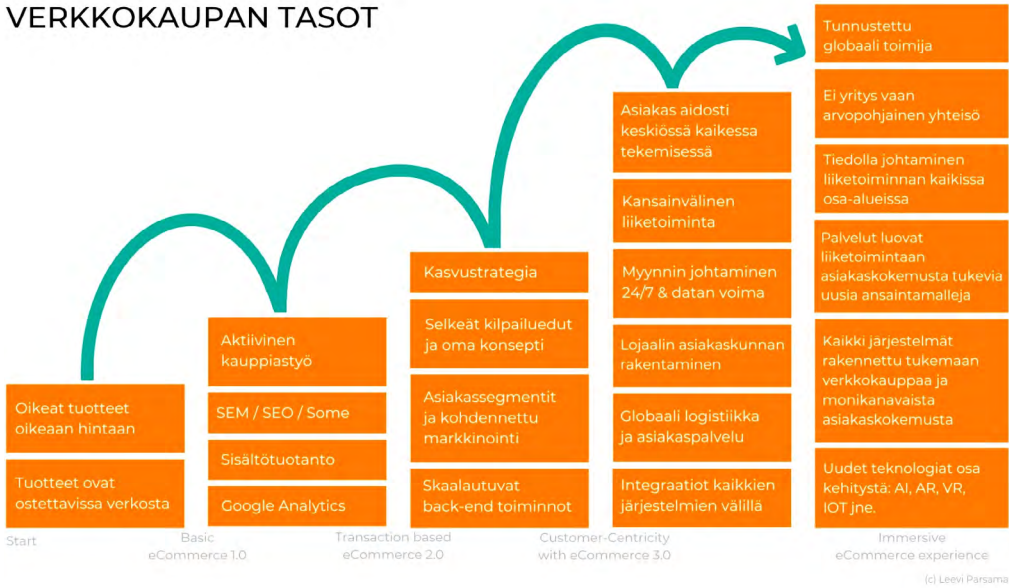 VERKKOKAUPAN TASOT
Oikeat tuotteet
oikeaan hintaan
Tuotteet ovat
ostettavissa verkosta
Start
Aktiivinen
kauppiastyö
SEM / SEO / Some
Sisältötuotanto
Google Analytics
Basic
eCommerce 1.0
Kasvustrategia
Selkeät kilpailuedut
ja oma konsepti
Asiakassegmentit
ja kohdennettu
markkinointi
Skaalautuvat
back-end toiminnot
Transaction based
eCommerce 2.0
Asiakas aidosti
keskiössä kaikessa
tekemisessä
Kansainvälinen
liiketoiminta
Myynnin johtaminen
24/7 & datan voima
Lojaalin asiakaskunnan
rakentaminen
Globaali logistiikka
ja asiakaspalvelu
Integraatiot kaikkien
järjestelmien välillä
Customer-Centricity
with eCommerce 3.0
Tunnustettu
globaali toimija
Ei yritys vaan
arvopohjainen yhteisö
Tiedolla johtaminen
liiketoiminnan kaikissa
osa-alueissa
Palvelut luovat
liiketoimintaan
asiakaskokemusta tukevia
uusia ansaintamalleja
Kaikki järjestelmät
rakennettu tukemaan
verkkokauppaa ja
monikanavaista
asiakaskokemusta
Uudet teknologiat osa
kehitystä: AI, AR, VR,
IOT jne.
Immersive
eCommerce experience
(c) Leevi Parsama